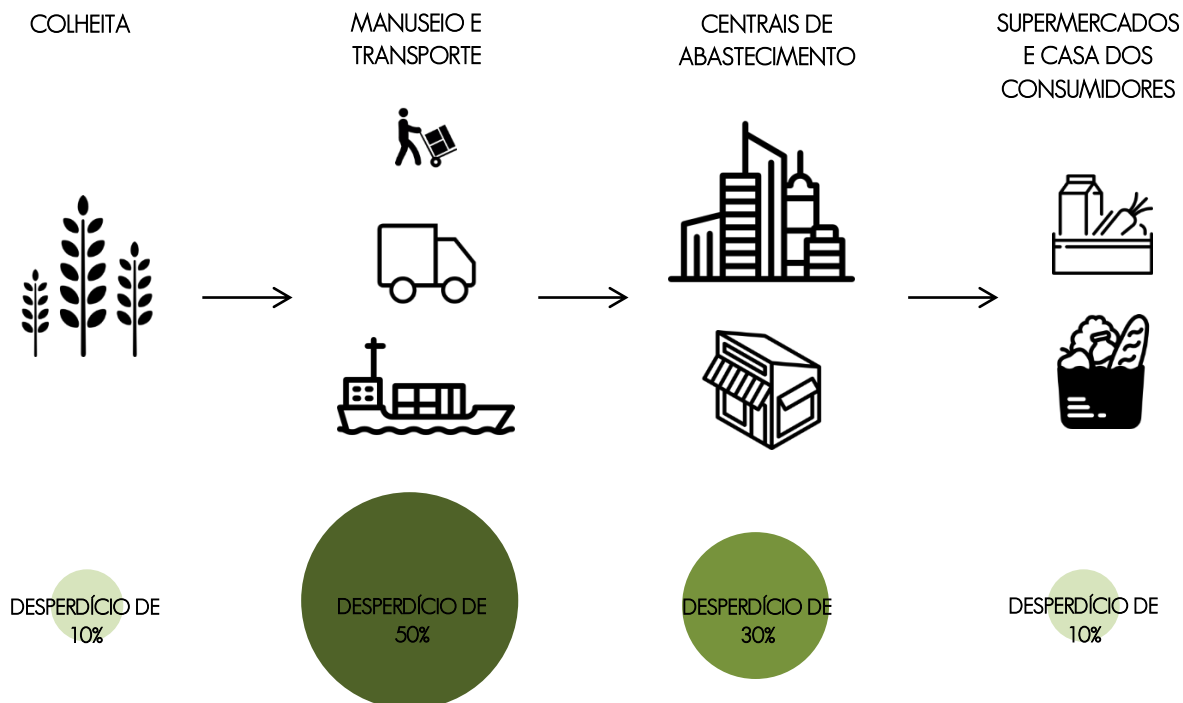 COLHEITA
MANUSEIO E
TRANSPORTE
CENTRAIS DE
ABASTECIMENTO
SUPERMERCADOS
E CASA DOS
CONSUMIDORES
DESPERDÍCIO DE
10%
DESPERDÍCIO DE
50%
DESPERDÍCIO DE
30%
DESPERDÍCIO DE
10%